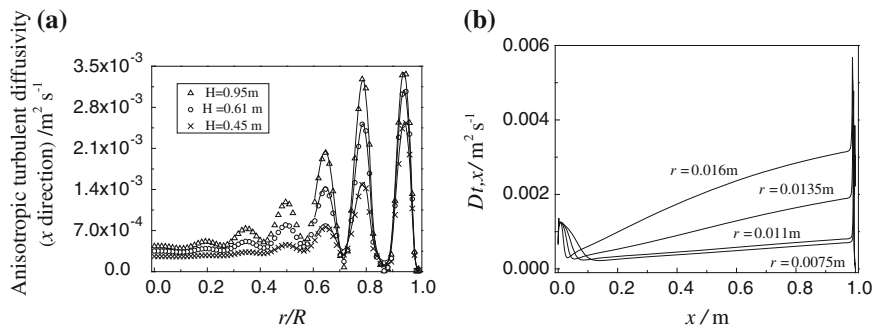 (a)
Anisotropic turbulent diffusivity
(x direction) /m² s⁻¹
3.5x10⁻³
2.8x10⁻³
2.1x10⁻³
1.4x10⁻³
7.0x10⁻⁴
0.0
H=0.95m
H =0.61 m
H=0.45 m
0.0 0.2 0.4 0.6 0.8 1.0
r/R
(b)
Dt,x/ m² s⁻¹
0.006
0.004
0.002
0.000
r = 0.016m
r = 0.0135m
r = 0.011m
r = 0.0075m
0.0 0.2 0.4 0.6 0.8 1.0
x / m